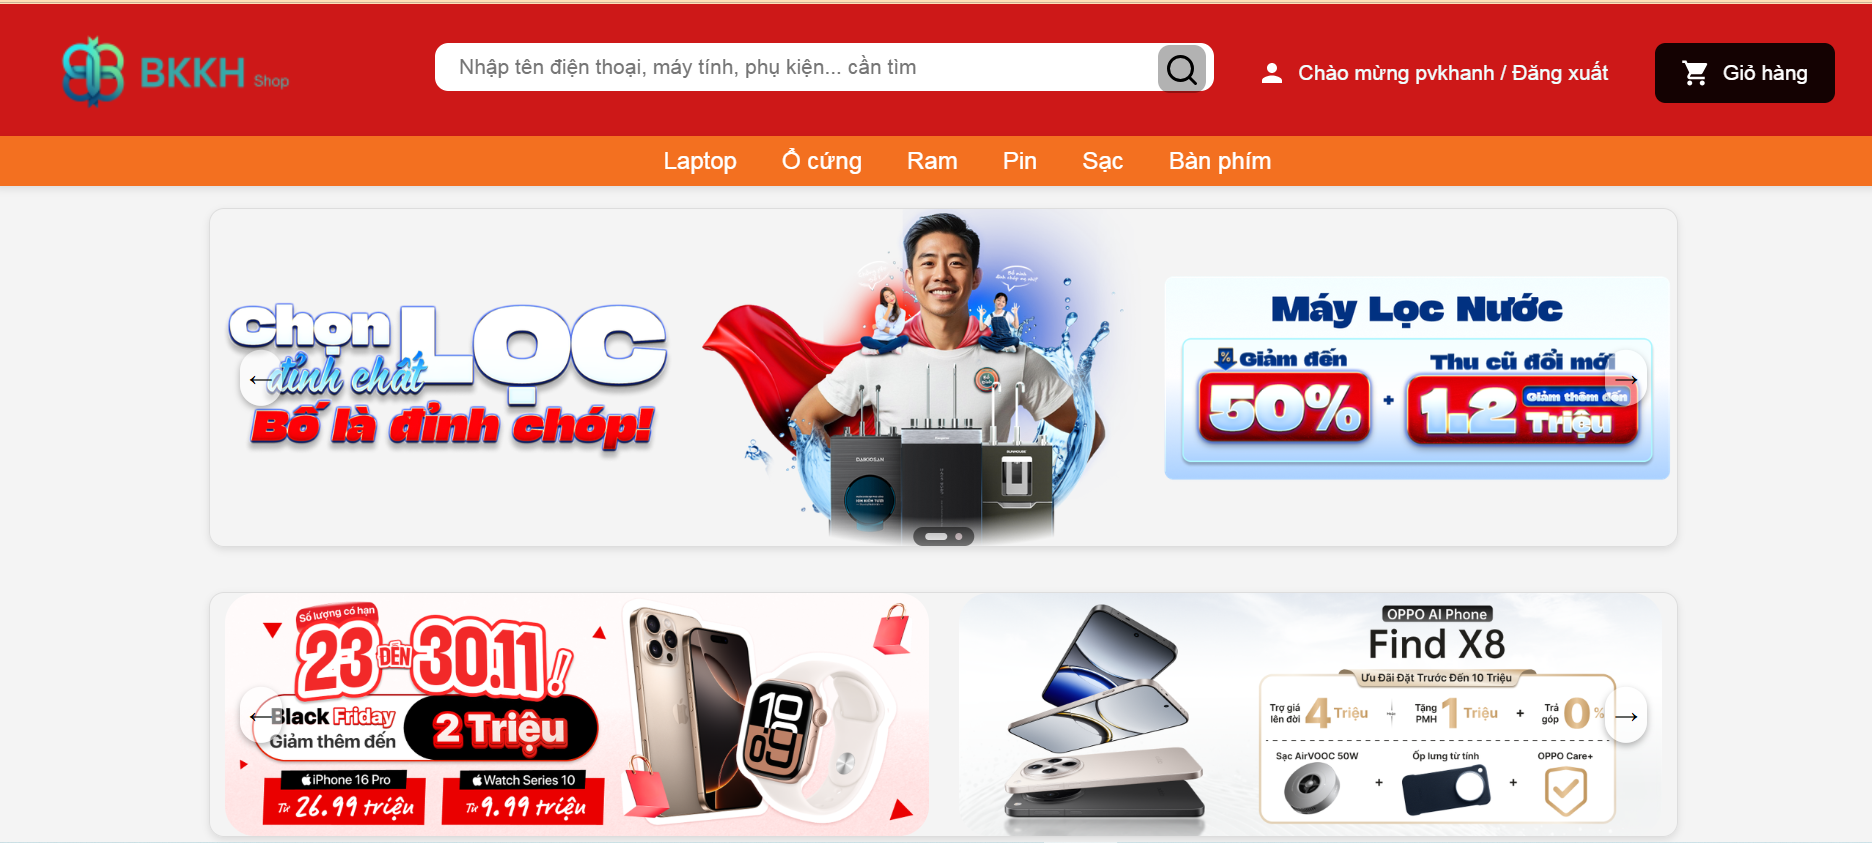 BKKH Shop
Nhập tên điện thoại, máy tính, phụ kiện... cần tìm
Chào mừng pvkhanh / Đăng xuất
Giỏ hàng
Laptop
Ổ cứng
Ram
Pin
Sạc
Bàn phím
Chọn LỌC
đỉnh chất
Bố là đỉnh chóp!
DAIKIOSAN
SUNHOUSE
Máy Lọc Nước
Giảm đến
50%
+
Thu cũ đổi mới
1.2 Triệu
Giảm thêm đến
←
→
Số lượng có hạn
23 ĐẾN 30.11!
Black Friday
Giảm thêm đến
2 Triệu
iPhone 16 Pro
Từ 26.99 triệu
Watch Series 10
Từ 9.99 triệu
10
09
OPPO AI Phone
Find X8
Ưu Đãi Đặt Trước Đến 10 Triệu
Trợ giá lên đời 4 Triệu
Tặng PMH 1 Triệu
+
Trả góp 0%
Sạc AirVOOC 50W
+
Ốp lưng từ tính
+
OPPO Care+
←
→